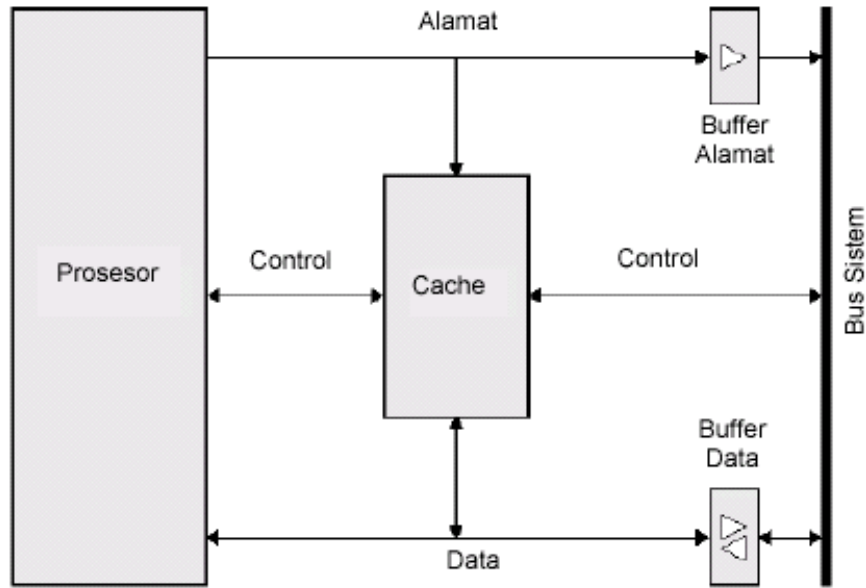 Alamat
Buffer
Alamat
Prosesor
Control
Cache
Control
Bus Sistem
Buffer
Data
Data